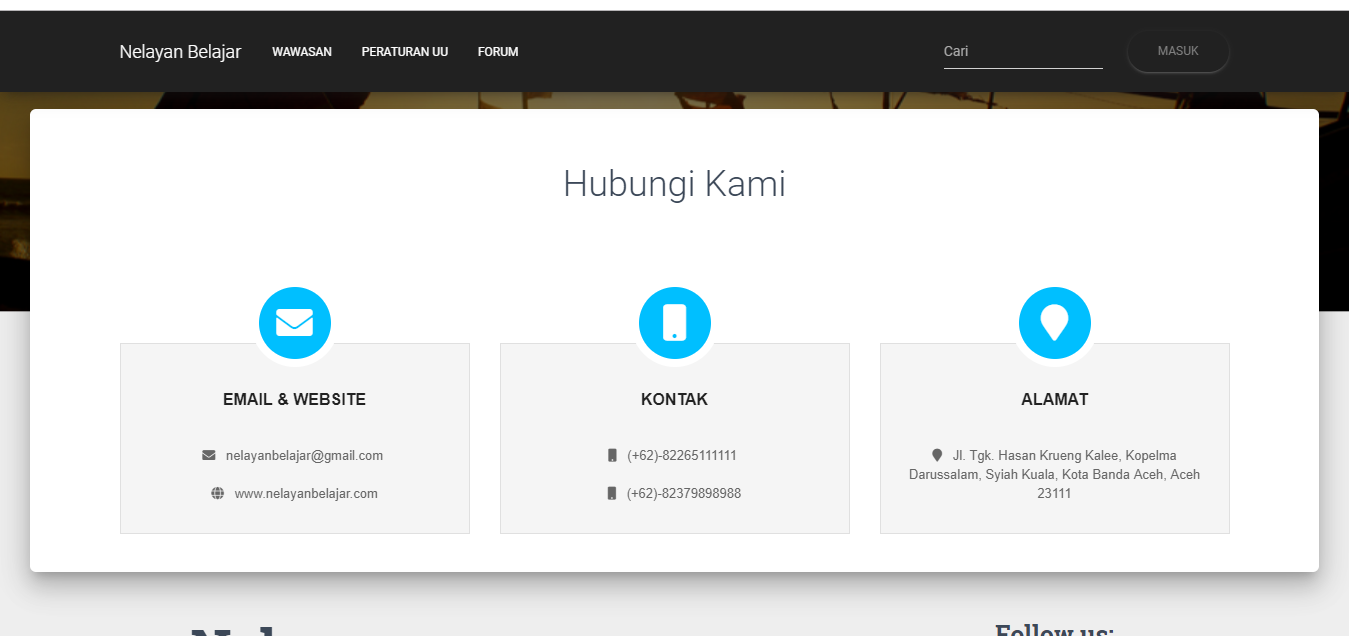 Nelayan Belajar WAWASAN PERATURAN UU FORUM Cari MASUK
Hubungi Kami
EMAIL & WEBSITE
nelayanbelajar@gmail.com
www.nelayanbelajar.com
KONTAK
(+62)-82265111111
(+62)-82379898988
ALAMAT
Jl. Tgk. Hasan Krueng Kalee, Kopelma
Darussalam, Syiah Kuala, Kota Banda Aceh, Aceh
23111
Follow us: